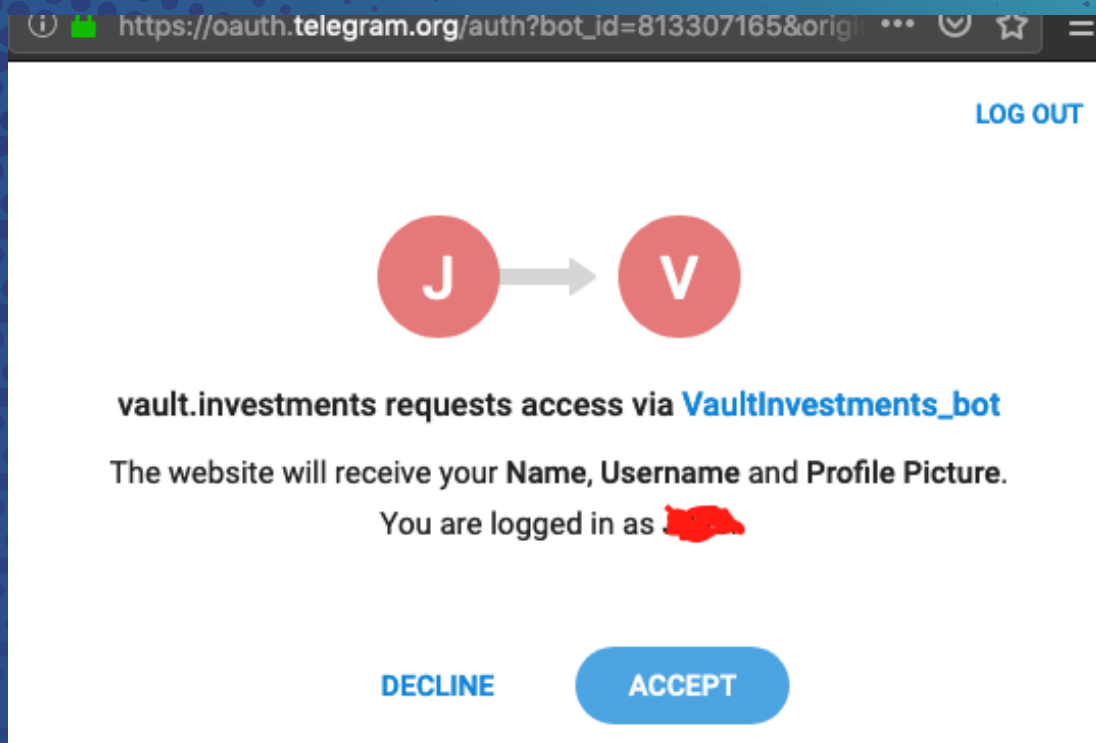 https://oauth.telegram.org/auth?bot_id=813307165&origi
LOG OUT
J
V
vault.investments requests access via VaultInvestments_bot
The website will receive your Name, Username and Profile Picture.
You are logged in as
DECLINE
ACCEPT